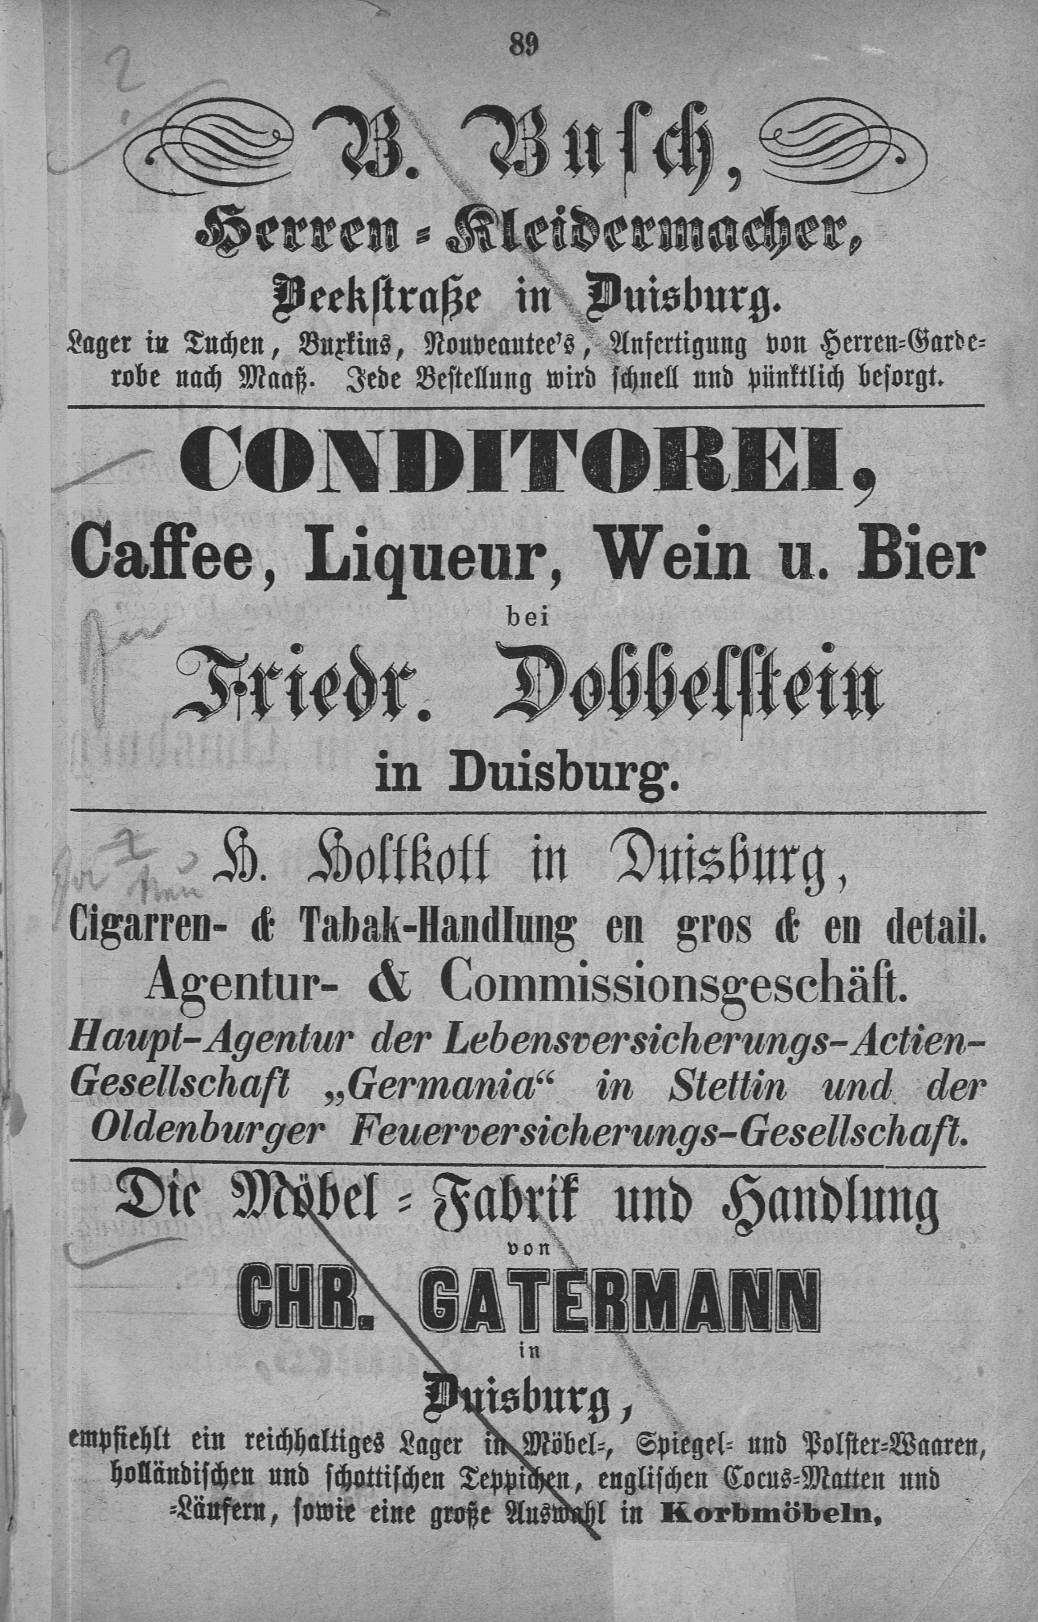 89
B. Busch,
Herren-Kleidermacher,
Beekstraße in Duisburg.
Lager in Tuchen, Buxkins, Nouveautee's, Anfertigung von Herren-Garde-
robe nach Maaß. Jede Bestellung wird schnell und pünktlich besorgt.
CONDITOREI,
Caffee, Liqueur, Wein u. Bier
bei
Friedr. Dobbelstein
in Duisburg.
H. Hostkott in Duisburg,
Cigarren- & Tabak-Handlung en gros & en detail.
Agentur- & Commissionsgeschäft.
Haupt-Agentur der Lebensversicherungs-Actien-
Gesellschaft „Germania“ in Stettin und der
Oldenburger Feuerversicherungs-Gesellschaft.
Die Möbel-Fabrik und Handlung
von
CHR. GATERMANN
in
Duisburg,
empfiehlt ein reichhaltiges Lager in Möbel-, Spiegel- und Polster-Waaren,
holländischen und schottischen Teppichen, englischen Cocus-Matten und
-Läufern, sowie eine große Auswahl in Korbmöbeln,